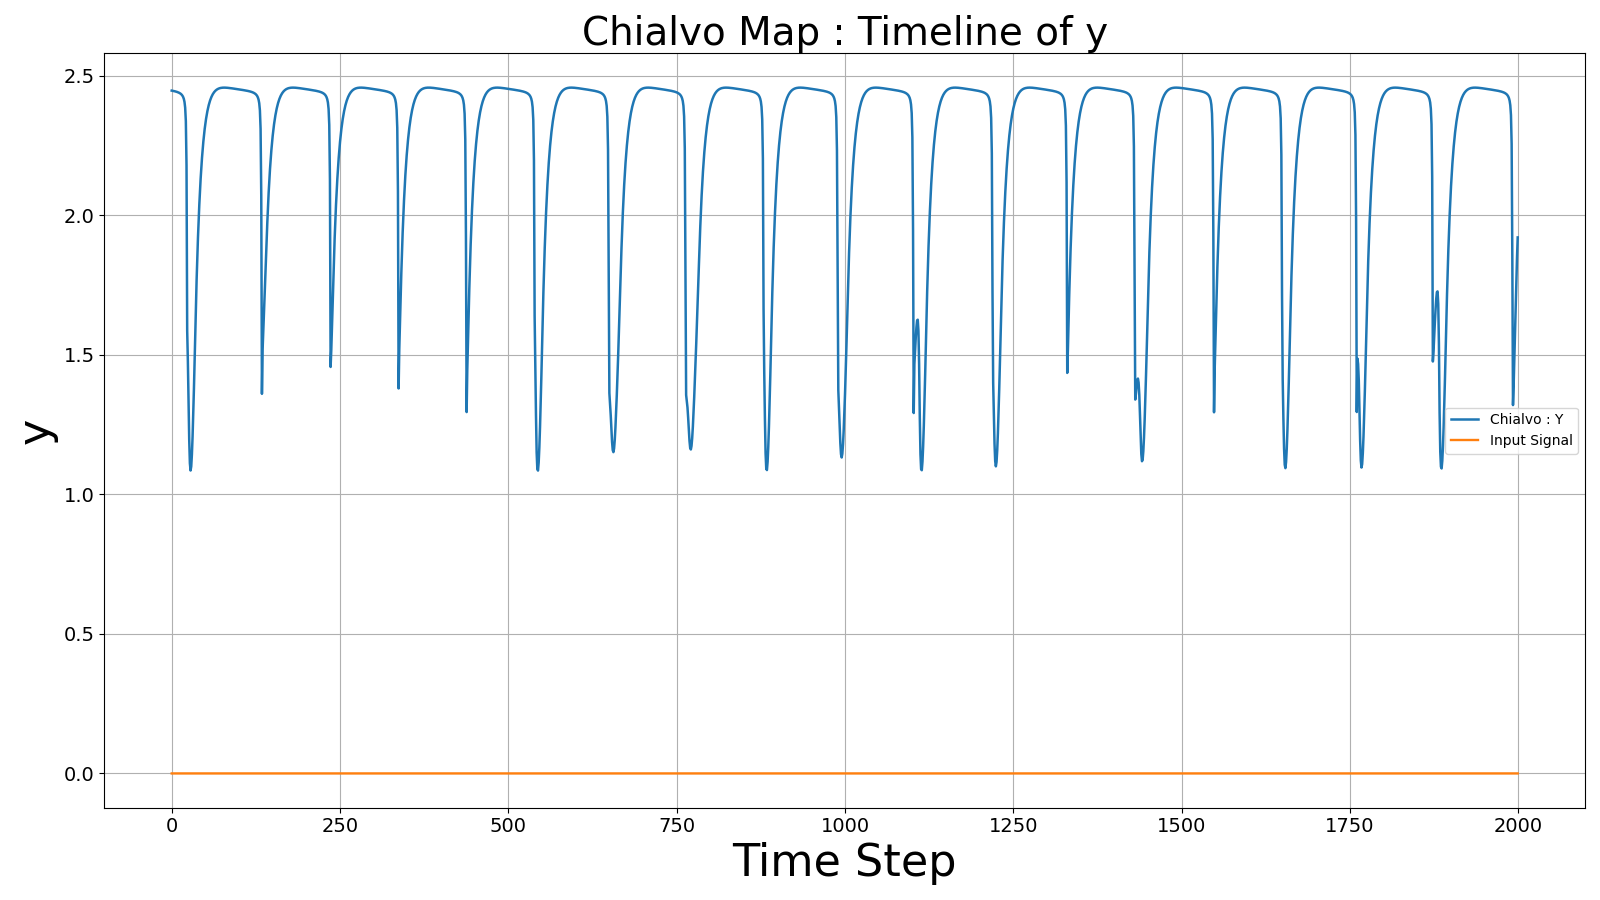 Chialvo Map : Timeline of y
2.5
2.0
1.5
1.0
0.5
0.0
y
Chialvo : Y
Input Signal
0 250 500 750 1000 1250 1500 1750 2000
Time Step